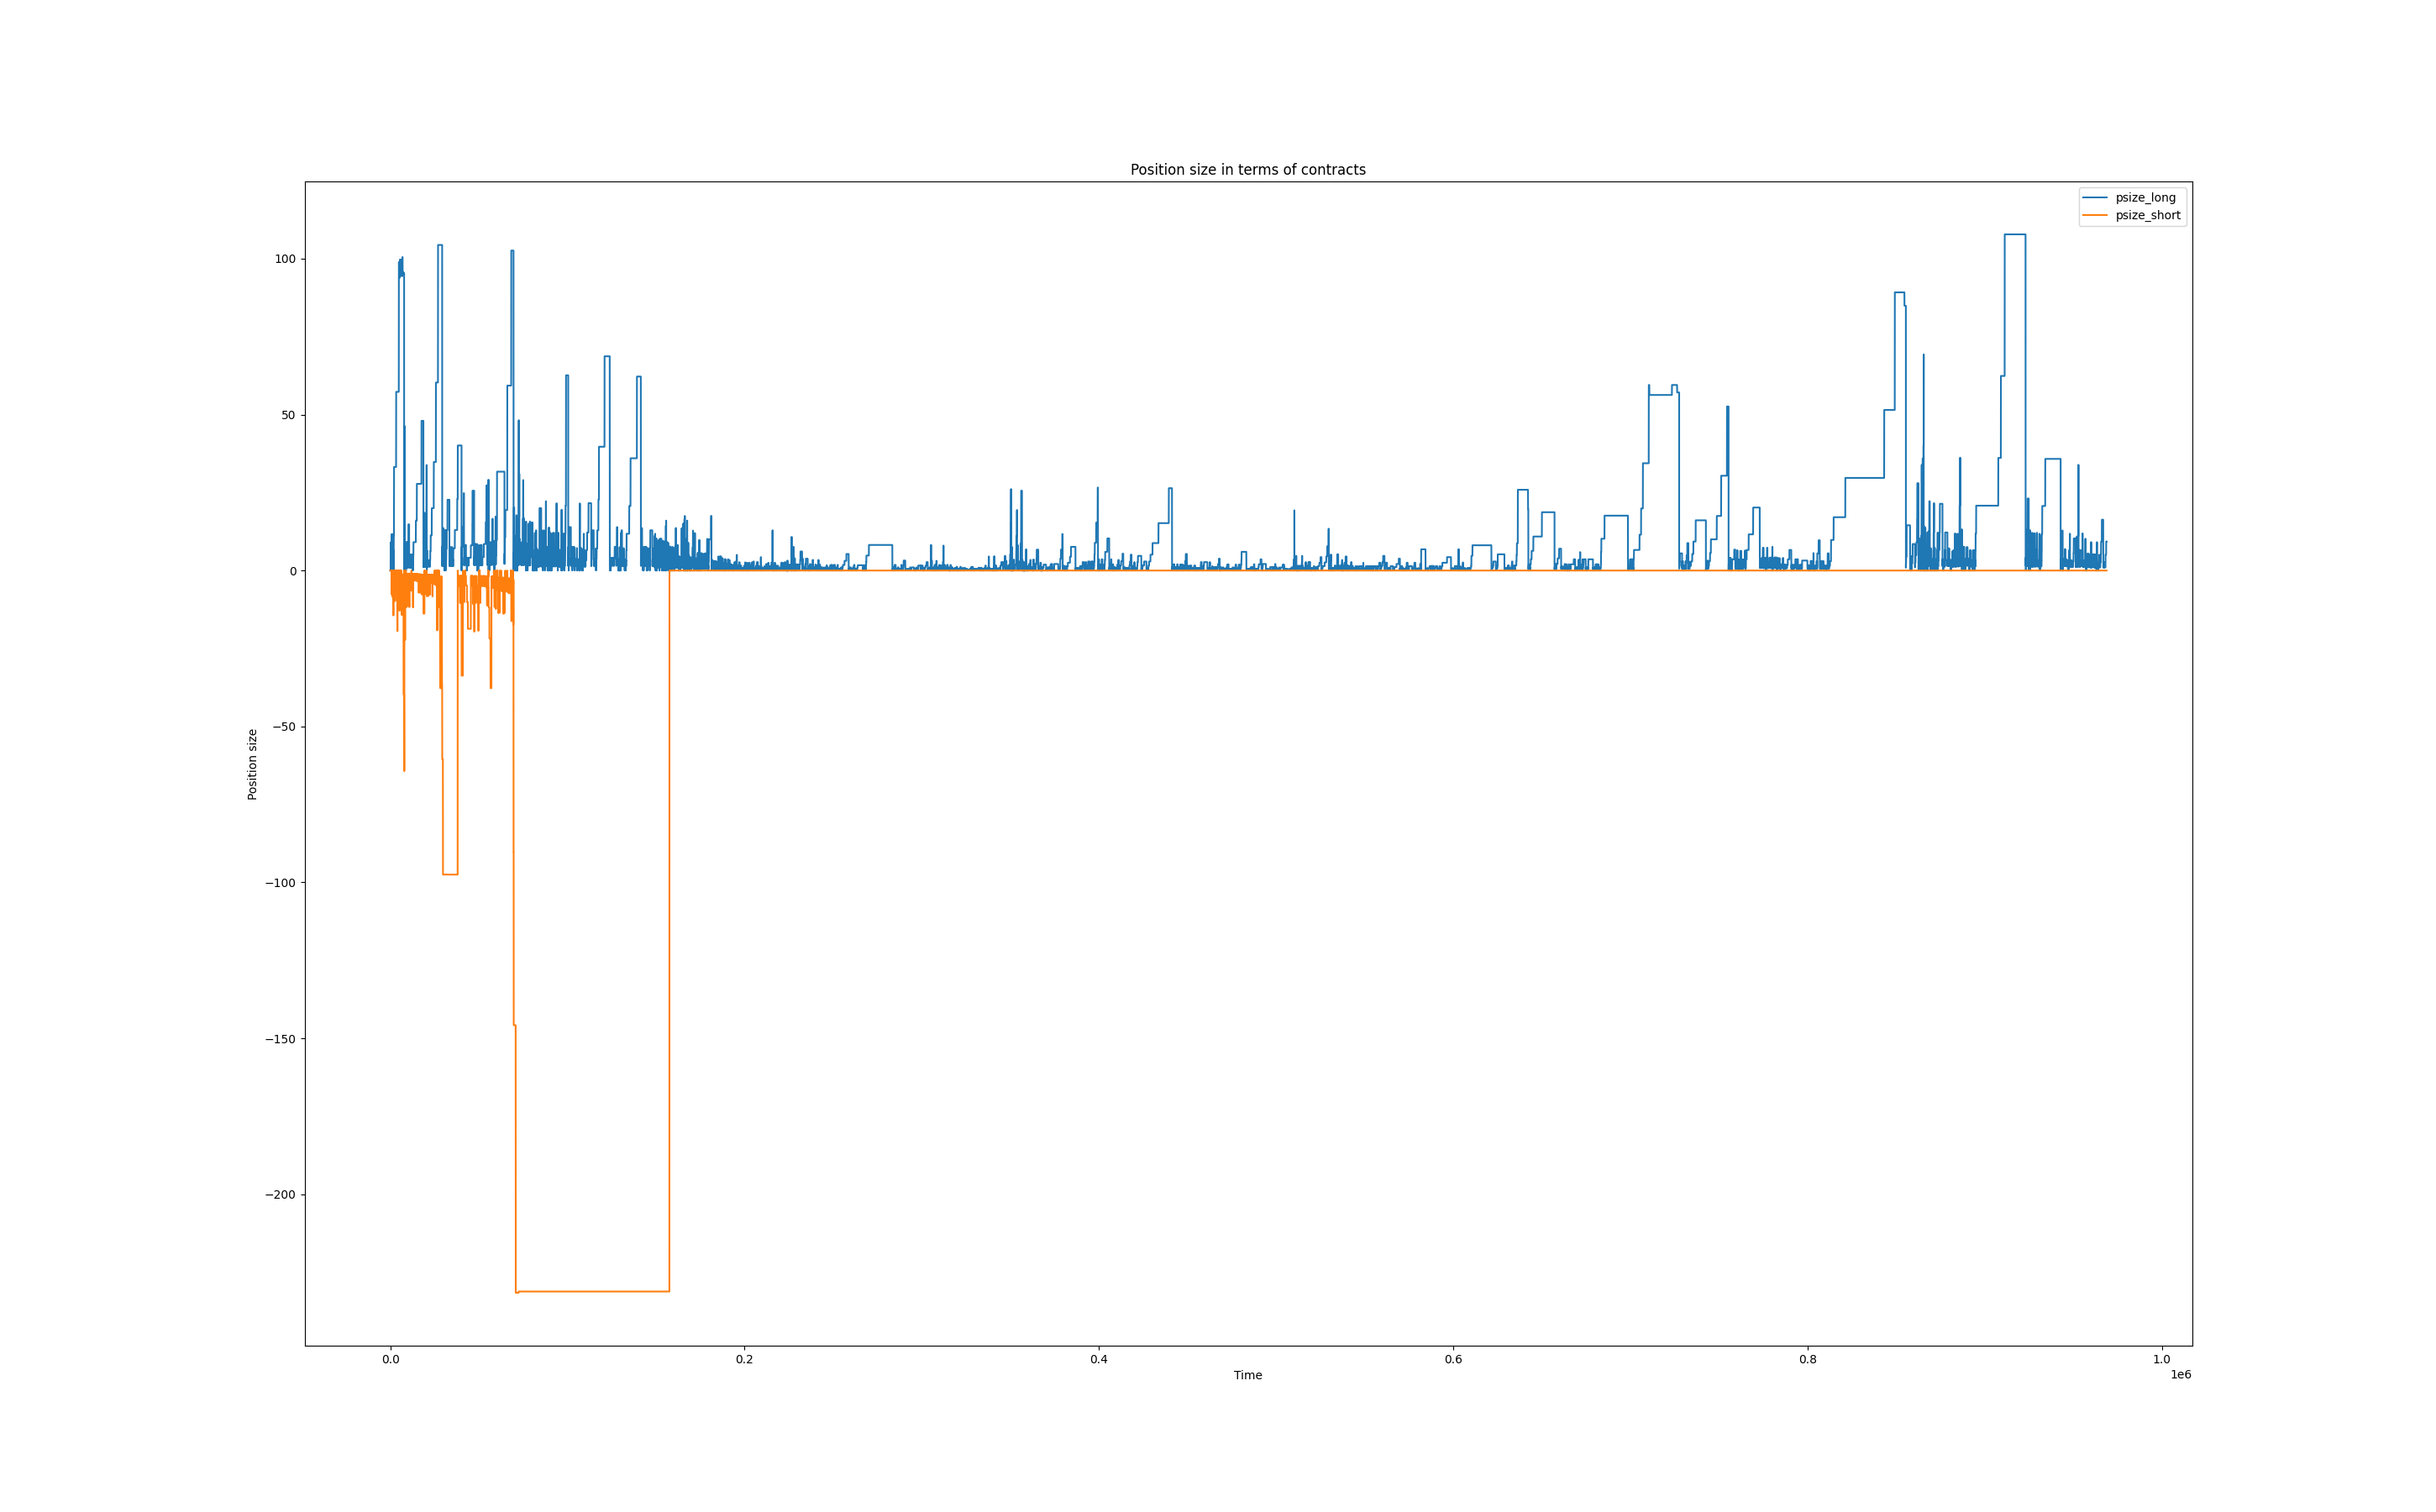 Position size in terms of contracts
psize_long
psize_short
100
50
0
−50
−100
−150
−200
Position size
0.0
0.2
0.4
0.6
0.8
1.0
1e6
Time